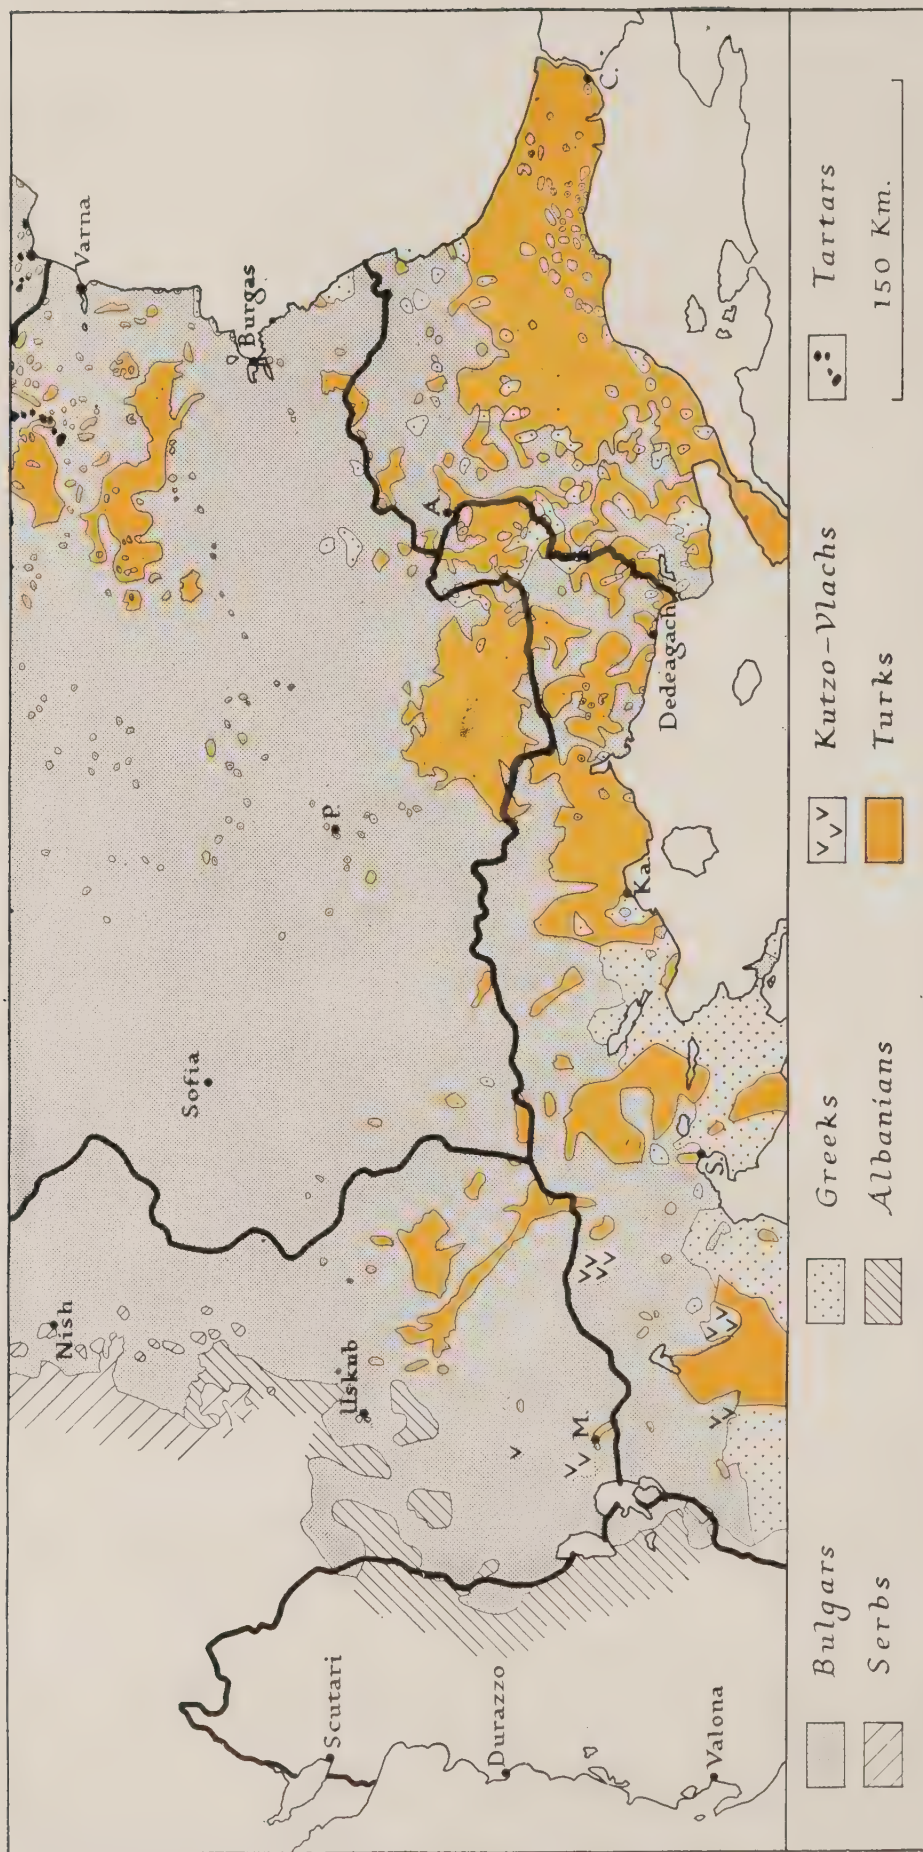 Nish
Sofia
Varna
Burgas
P.
Uskub
Scutari
A.
C.
Durazzo
M.
Dedeagach
Ka.
Valona
S.
Bulgars
Greeks
Kutzo-Vlachs
Tartars
Serbs
Albanians
Turks
150 Km.